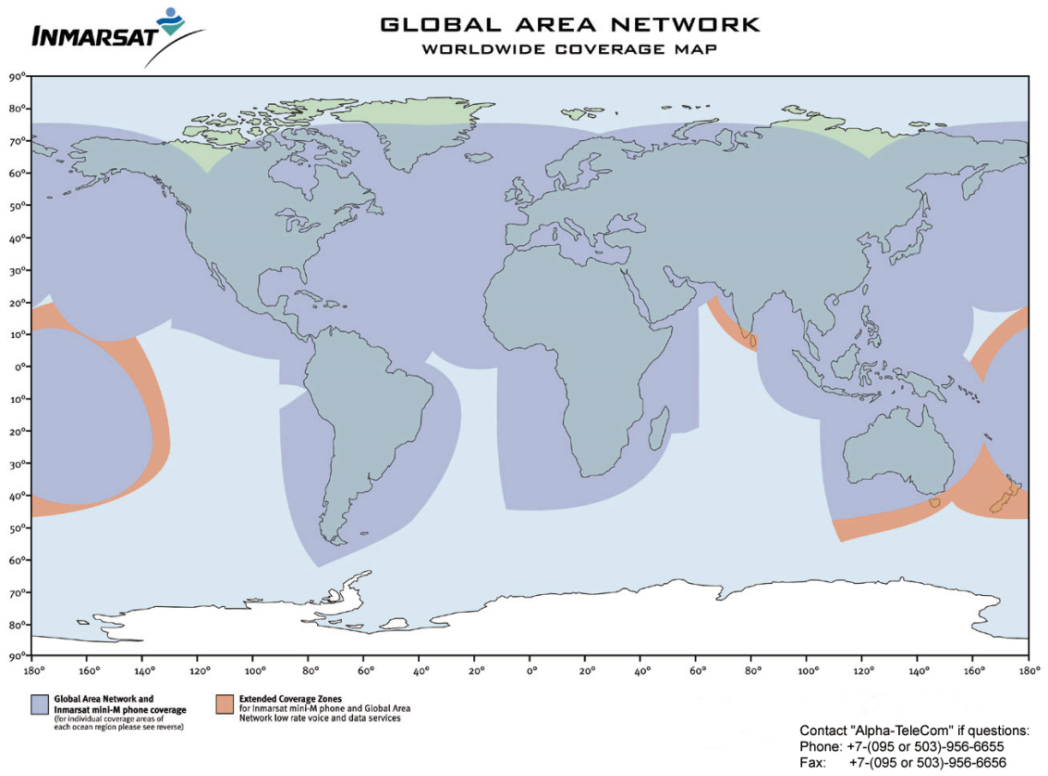 INMARSAT
GLOBAL AREA NETWORK
WORLDWIDE COVERAGE MAP
90°
80°
70°
60°
50°
40°
30°
20°
10°
0°
10°
20°
30°
40°
50°
60°
70°
80°
90°
180° 160° 140° 120° 100° 80° 60° 40° 20° 0° 20° 40° 60° 80° 100° 120° 140° 160° 180°
Global Area Network and
Inmarsat mini-M phone coverage
(for individual coverage areas of
each ocean region please see reverse)
Extended Coverage Zones
for Inmarsat mini-M phone and Global Area
Network low rate voice and data services
Contact "Alpha-TeleCom" if questions:
Phone: +7-(095 or 503)-956-6655
Fax: +7-(095 or 503)-956-6656